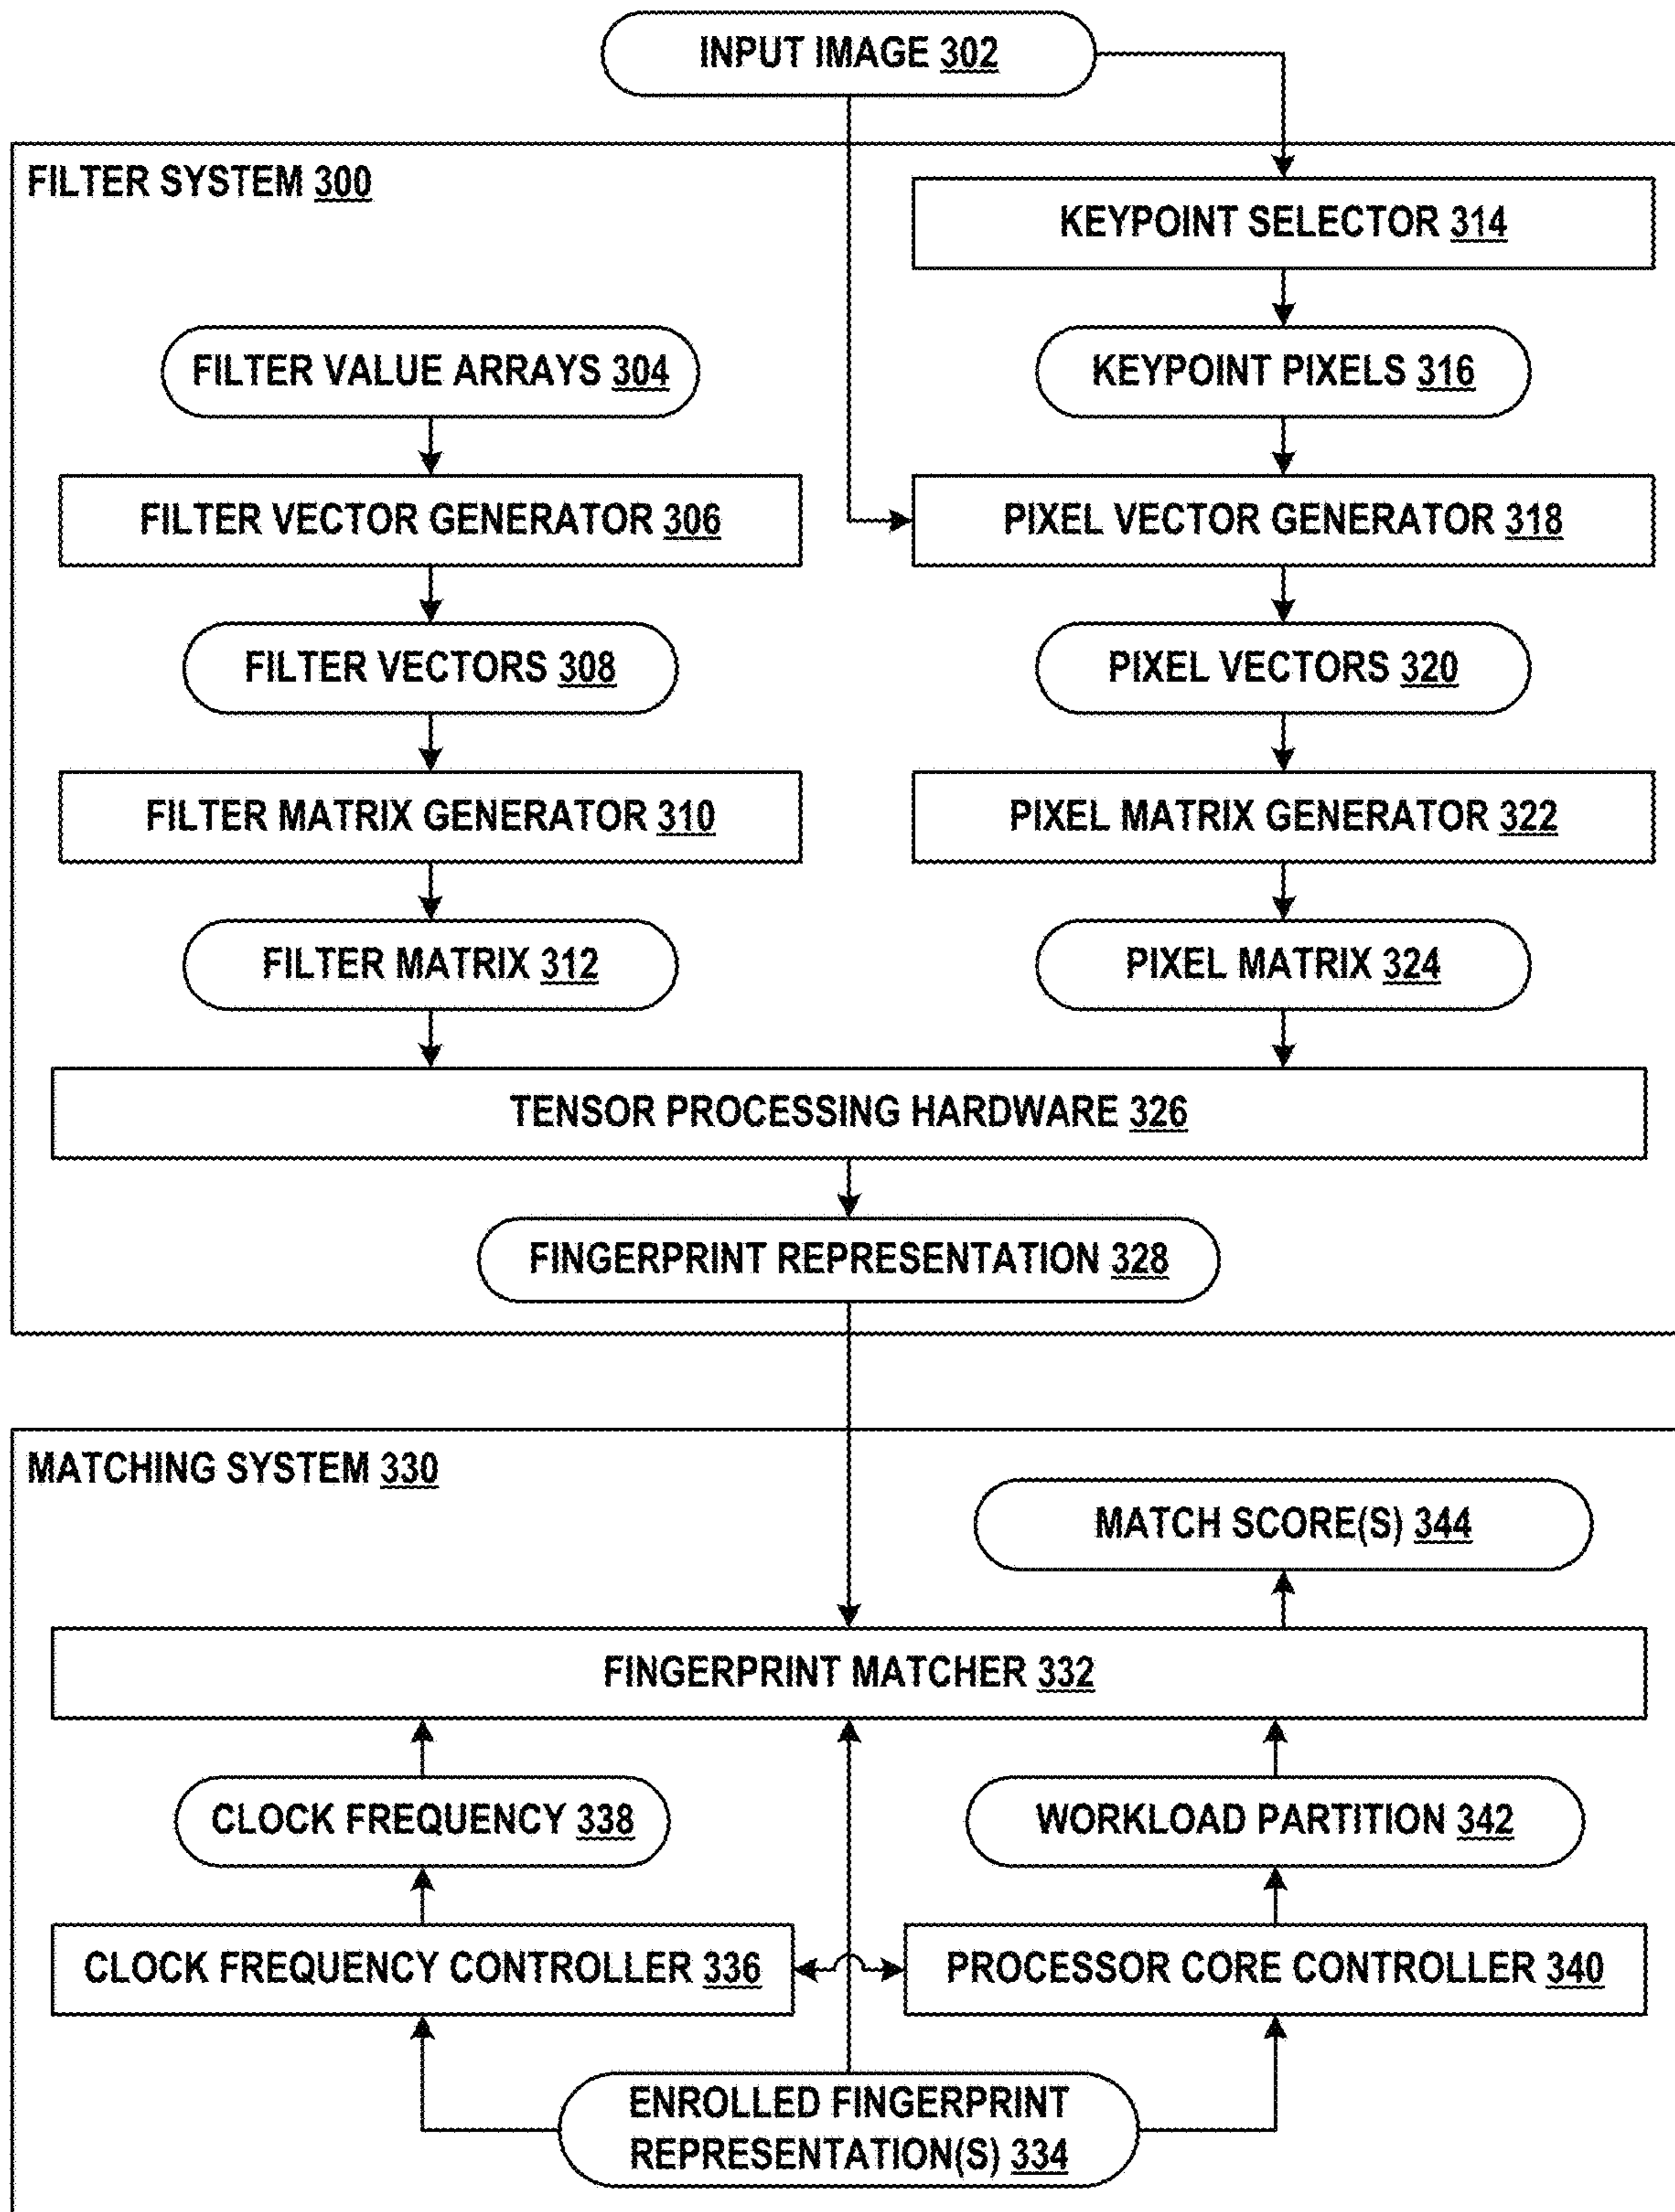 INPUT IMAGE 302
FILTER SYSTEM 300
KEYPOINT SELECTOR 314
FILTER VALUE ARRAYS 304
KEYPOINT PIXELS 316
FILTER VECTOR GENERATOR 306
PIXEL VECTOR GENERATOR 318
FILTER VECTORS 308
PIXEL VECTORS 320
FILTER MATRIX GENERATOR 310
PIXEL MATRIX GENERATOR 322
FILTER MATRIX 312
PIXEL MATRIX 324
TENSOR PROCESSING HARDWARE 326
FINGERPRINT REPRESENTATION 328
MATCHING SYSTEM 330
MATCH SCORE(S) 344
FINGERPRINT MATCHER 332
CLOCK FREQUENCY 338
WORKLOAD PARTITION 342
CLOCK FREQUENCY CONTROLLER 336
PROCESSOR CORE CONTROLLER 340
ENROLLED FINGERPRINT
REPRESENTATION(S) 334